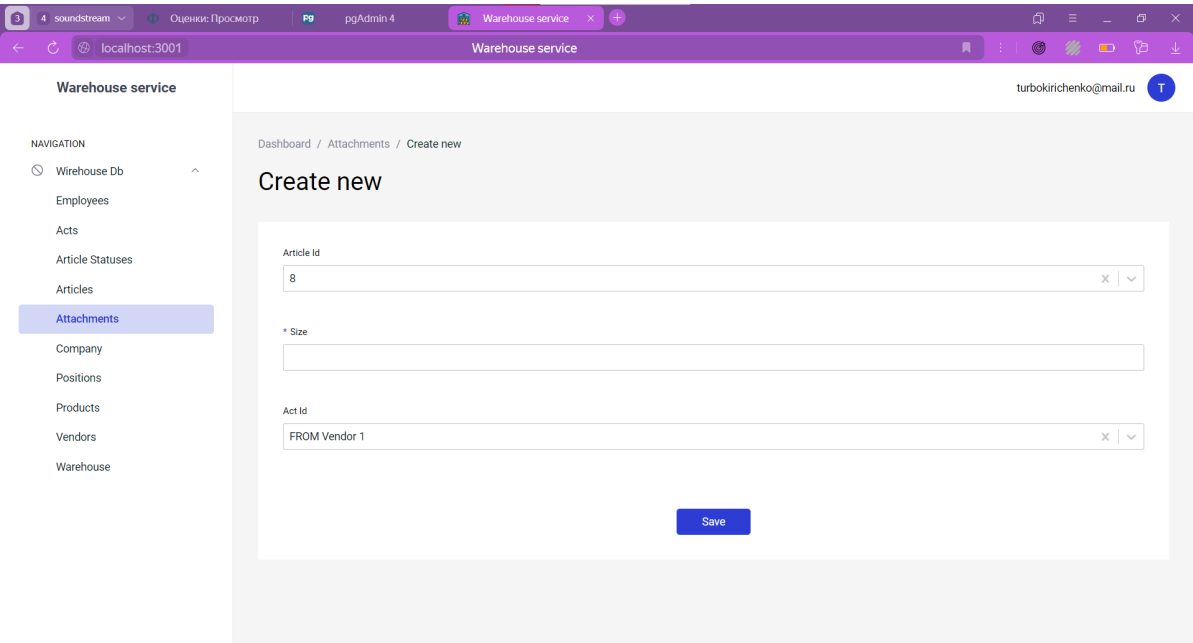 3
4 soundstream
Оценки: Просмотр
Pg pgAdmin 4
Warehouse service
localhost:3001
Warehouse service
Warehouse service
turbokirichenko@mail.ru
T
NAVIGATION
Wirehouse Db
Employees
Acts
Article Statuses
Articles
Attachments
Company
Positions
Products
Vendors
Warehouse
Dashboard / Attachments / Create new
Create new
Article Id
8
* Size
Act Id
FROM Vendor 1
Save